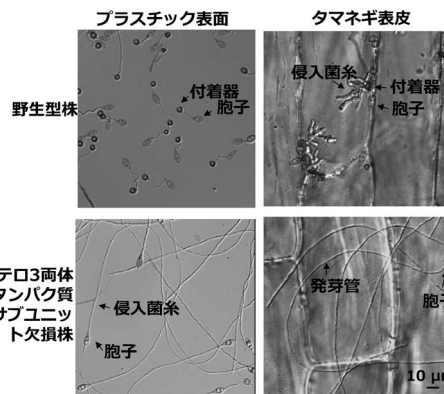 プラスチック表面
タマネギ表皮
野生型株
付着器
胞子
侵入菌糸
付着器
胞子
テロ3両体
タンパク質
サブユニッ
ト欠損株
侵入菌糸
胞子
発芽管
胞子
10 μm